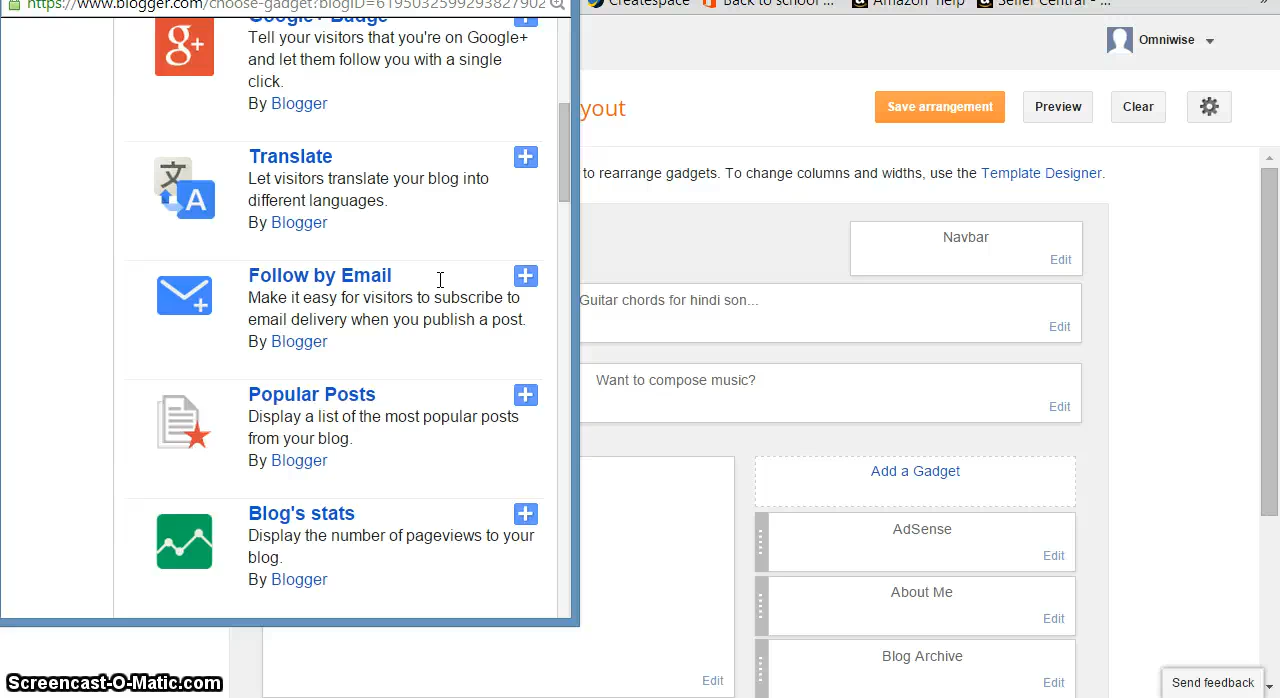 https://www.blogger.com/choose-gadget?blogID=6195032599293827902
Createspace
Back to school ...
Amazon help
Seller Central - ...
Google+ Badge
Tell your visitors that you're on Google+
and let them follow you with a single
click.
By Blogger
Translate
Let visitors translate your blog into
different languages.
By Blogger
Follow by Email
Make it easy for visitors to subscribe to
email delivery when you publish a post.
By Blogger
Popular Posts
Display a list of the most popular posts
from your blog.
By Blogger
Blog's stats
Display the number of pageviews to your
blog.
By Blogger
Omniwise
yout
Save arrangement
Preview
Clear
to rearrange gadgets. To change columns and widths, use the Template Designer.
Navbar
Edit
Guitar chords for hindi son...
Edit
Want to compose music?
Edit
Add a Gadget
AdSense
Edit
About Me
Edit
Blog Archive
Edit
Edit
Send feedback
Screencast-O-Matic.com